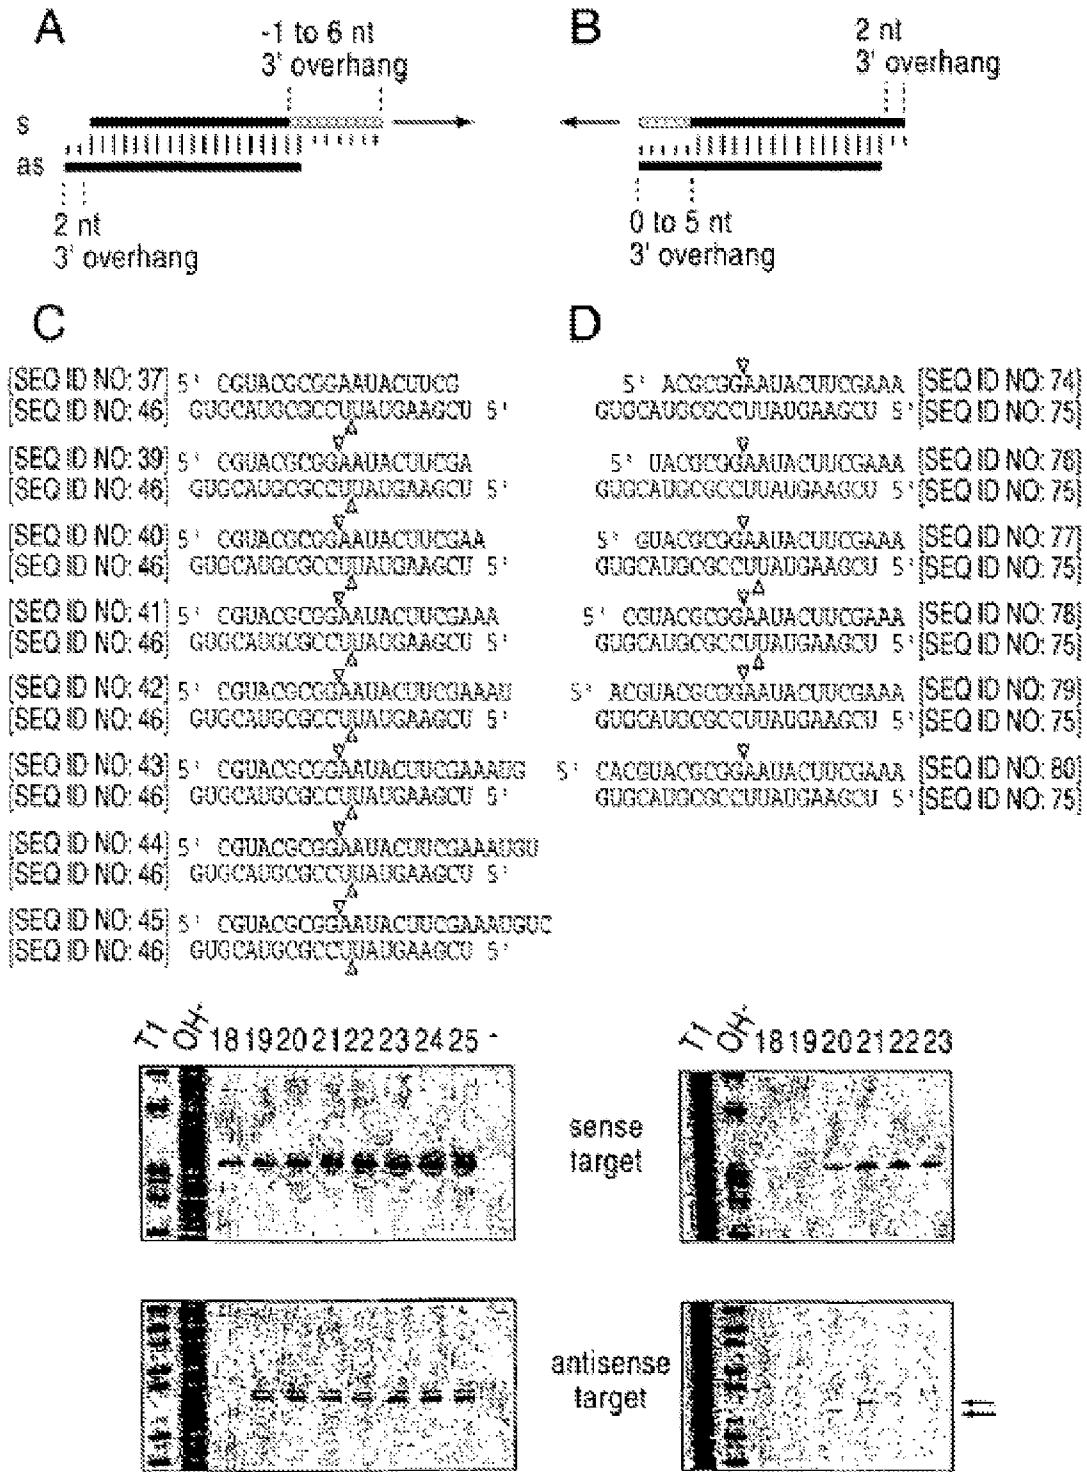 A
-1 to 6 nt
3' overhang
s
as
2 nt
3' overhang
B
2 nt
3' overhang
0 to 5 nt
3' overhang
C
[SEQ ID NO: 37] 5' CGUACGCGGAAUACUUCG
[SEQ ID NO: 46] GUGCAUGCGCCUUAUGAAGCU 5'
[SEQ ID NO: 39] 5' CGUACGCGGAAUACUUCGA
[SEQ ID NO: 46] GUGCAUGCGCCUUAUGAAGCU 5'
[SEQ ID NO: 40] 5' CGUACGCGGAAUACUUCGAA
[SEQ ID NO: 46] GUGCAUGCGCCUUAUGAAGCU 5'
[SEQ ID NO: 41] 5' CGUACGCGGAAUACUUCGAAA
[SEQ ID NO: 46] GUGCAUGCGCCUUAUGAAGCU 5'
[SEQ ID NO: 42] 5' CGUACGCGGAAUACUUCGAAAU
[SEQ ID NO: 46] GUGCAUGCGCCUUAUGAAGCU 5'
[SEQ ID NO: 43] 5' CGUACGCGGAAUACUUCGAAAUG
[SEQ ID NO: 46] GUGCAUGCGCCUUAUGAAGCU 5'
[SEQ ID NO: 44] 5' CGUACGCGGAAUACUUCGAAAUGU
[SEQ ID NO: 46] GUGCAUGCGCCUUAUGAAGCU 5'
[SEQ ID NO: 45] 5' CGUACGCGGAAUACUUCGAAAUGUC
[SEQ ID NO: 46] GUGCAUGCGCCUUAUGAAGCU 5'
D
5' ACGCGGAAUACUUCGAAA [SEQ ID NO: 74]
GUGCAUGCGCCUUAUGAAGCU 5' [SEQ ID NO: 75]
5' UACGCGGAAUACUUCGAAA [SEQ ID NO: 76]
GUGCAUGCGCCUUAUGAAGCU 5' [SEQ ID NO: 75]
5' GUACGCGGAAUACUUCGAAA [SEQ ID NO: 77]
GUGCAUGCGCCUUAUGAAGCU 5' [SEQ ID NO: 75]
5' CGUACGCGGAAUACUUCGAAA [SEQ ID NO: 78]
GUGCAUGCGCCUUAUGAAGCU 5' [SEQ ID NO: 75]
5' ACGUACGCGGAAUACUUCGAAA [SEQ ID NO: 79]
GUGCAUGCGCCUUAUGAAGCU 5' [SEQ ID NO: 75]
5' CACGUACGCGGAAUACUUCGAAA [SEQ ID NO: 80]
GUGCAUGCGCCUUAUGAAGCU 5' [SEQ ID NO: 75]
T1 OH- 18 19 20 21 22 23 24 25 -
T1 OH- 18 19 20 21 22 23
sense
target
antisense
target